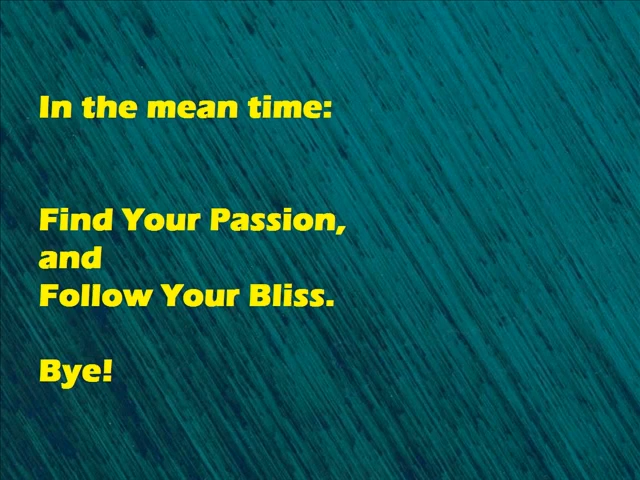 In the mean time:
Find Your Passion,
and
Follow Your Bliss.
Bye!